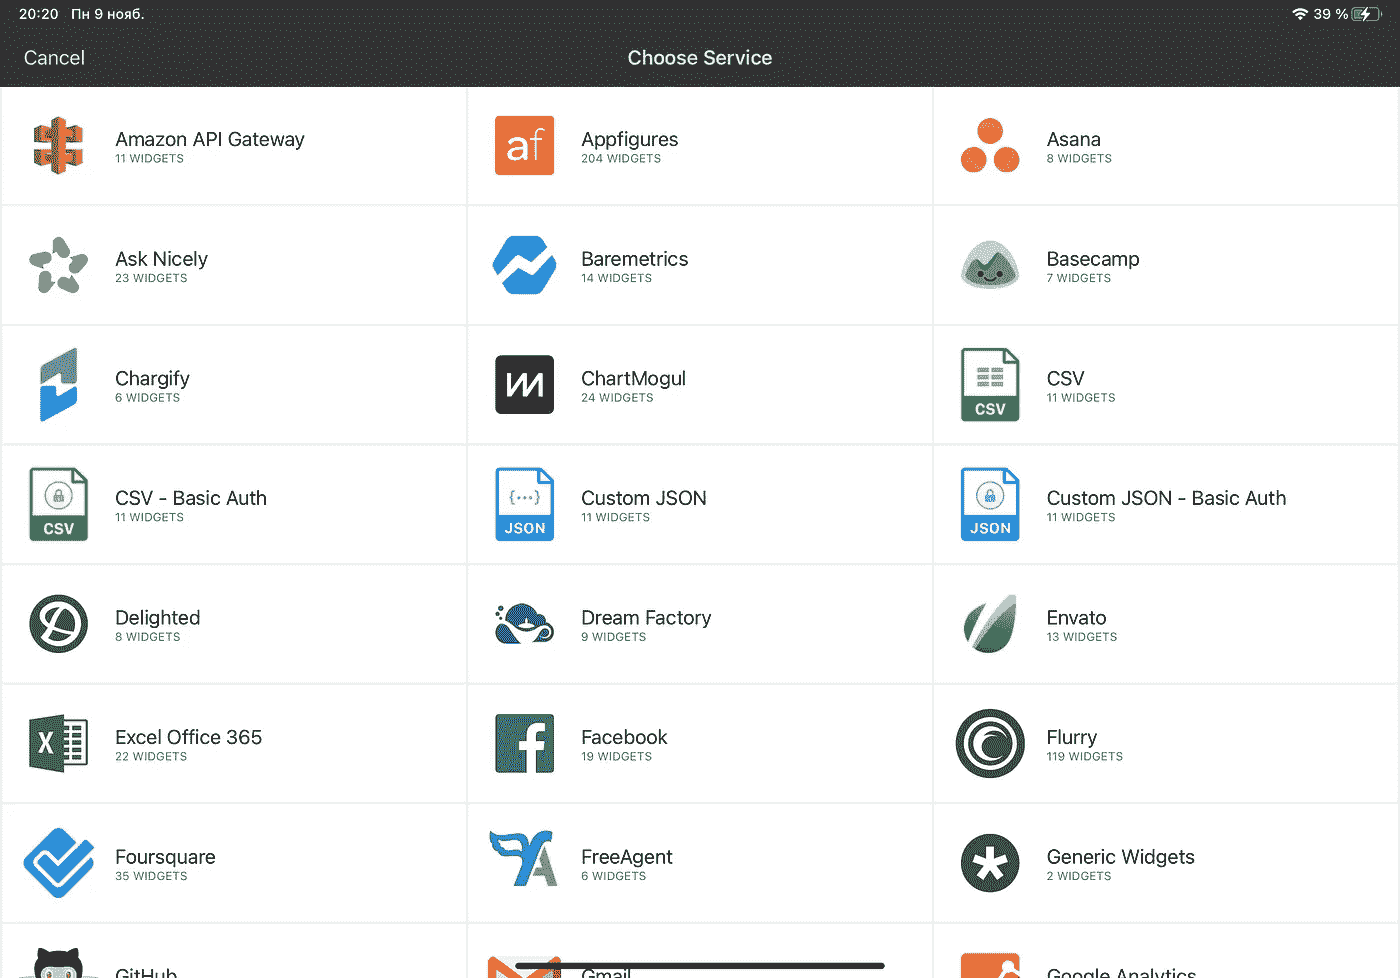 20:20 Пн 9 нояб.
39 %
Cancel
Choose Service
Amazon API Gateway
11 WIDGETS
af
Appfigures
204 WIDGETS
Asana
8 WIDGETS
Ask Nicely
23 WIDGETS
Baremetrics
14 WIDGETS
Basecamp
7 WIDGETS
Chargify
6 WIDGETS
ChartMogul
24 WIDGETS
CSV
CSV
11 WIDGETS
CSV
CSV - Basic Auth
11 WIDGETS
{...}
JSON
Custom JSON
11 WIDGETS
JSON
Custom JSON - Basic Auth
11 WIDGETS
Delighted
8 WIDGETS
Dream Factory
9 WIDGETS
Envato
13 WIDGETS
X
Excel Office 365
22 WIDGETS
f
Facebook
19 WIDGETS
Flurry
119 WIDGETS
Foursquare
35 WIDGETS
FreeAgent
6 WIDGETS
Generic Widgets
2 WIDGETS
GitHub
Gmail
Google Analytics